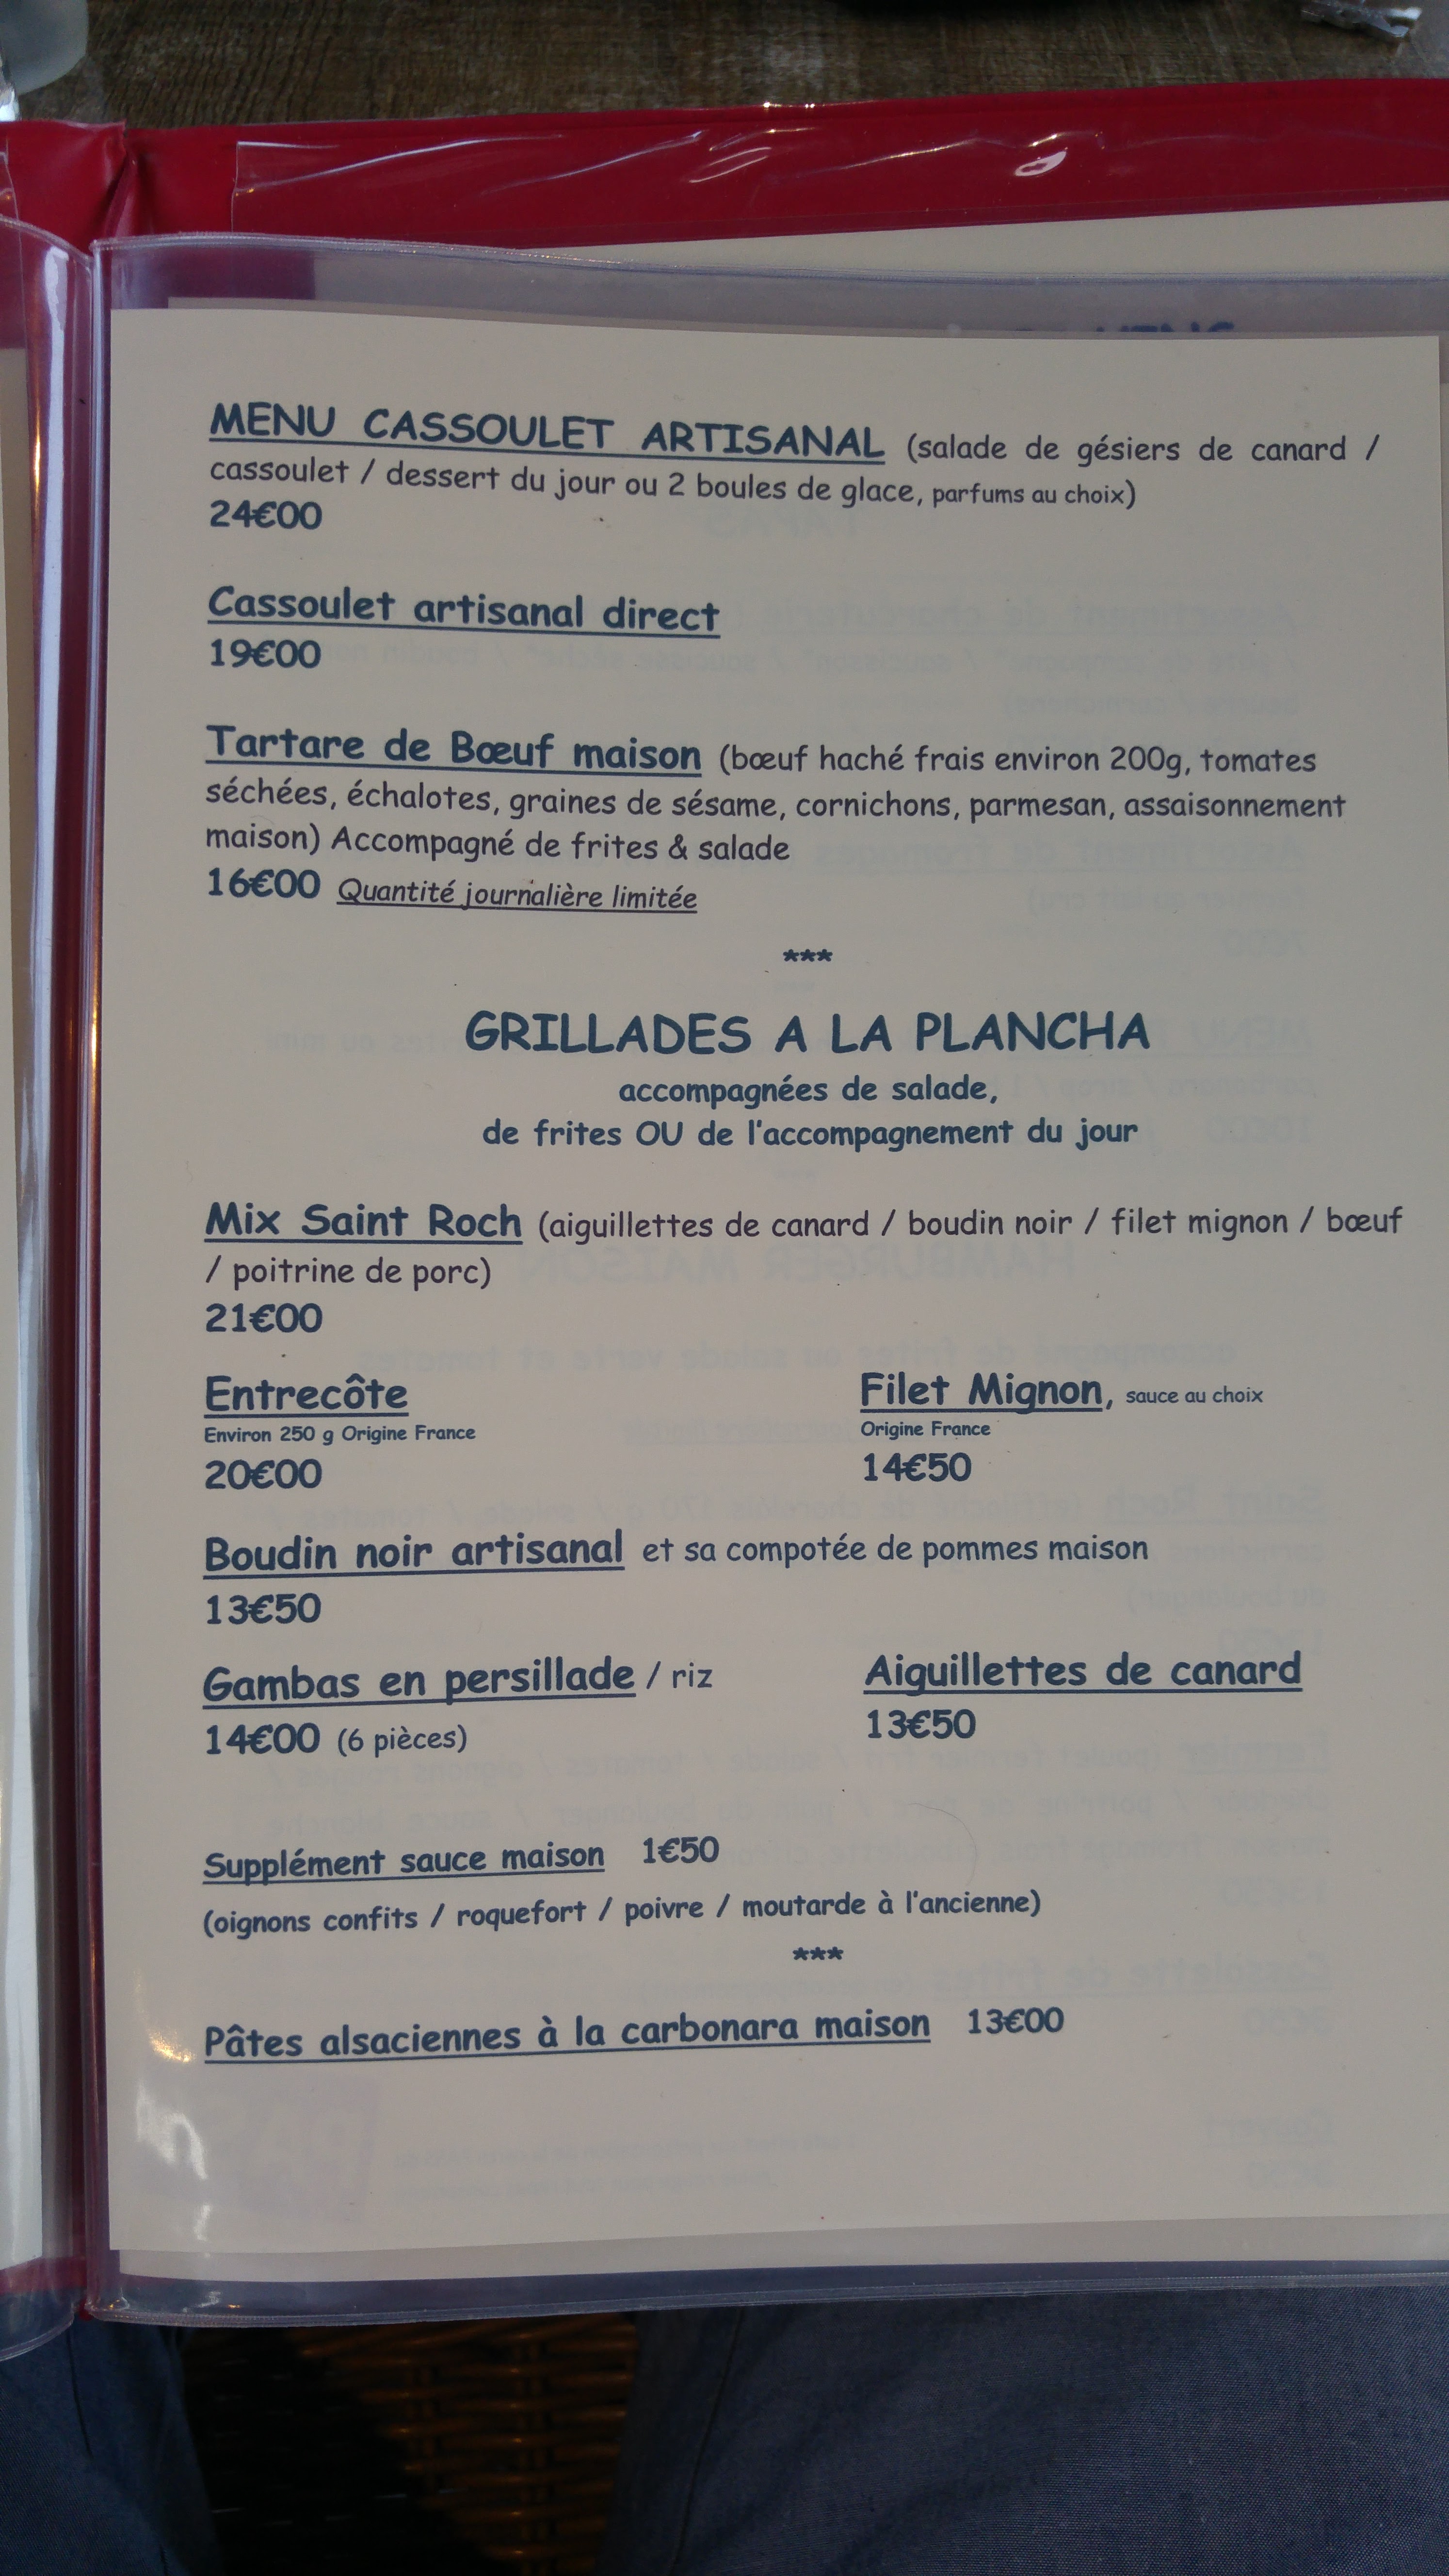 MENU CASSOULET ARTISANAL (salade de gésiers de canard /
cassoulet / dessert du jour ou 2 boules de glace, parfums au choix)
24€00
Cassoulet artisanal direct
19€00
Tartare de Bœuf maison (bœuf haché frais environ 200g, tomates
séchées, échalotes, graines de sésame, cornichons, parmesan, assaisonnement
maison) Accompagné de frites & salade
16€00 Quantité journalière limitée
***
GRILLADES A LA PLANCHA
accompagnées de salade,
de frites OU de l'accompagnement du jour
Mix Saint Roch (aiguillettes de canard / boudin noir / filet mignon / bœuf
/ poitrine de porc)
21€00
Entrecôte
Environ 250 g Origine France
20€00
Filet Mignon, sauce au choix
Origine France
14€50
Boudin noir artisanal et sa compotée de pommes maison
13€50
Gambas en persillade / riz
14€00 (6 pièces)
Aiguillettes de canard
13€50
Supplément sauce maison 1€50
(oignons confits / roquefort / poivre / moutarde à l'ancienne)
***
Pâtes alsaciennes à la carbonara maison 13€00